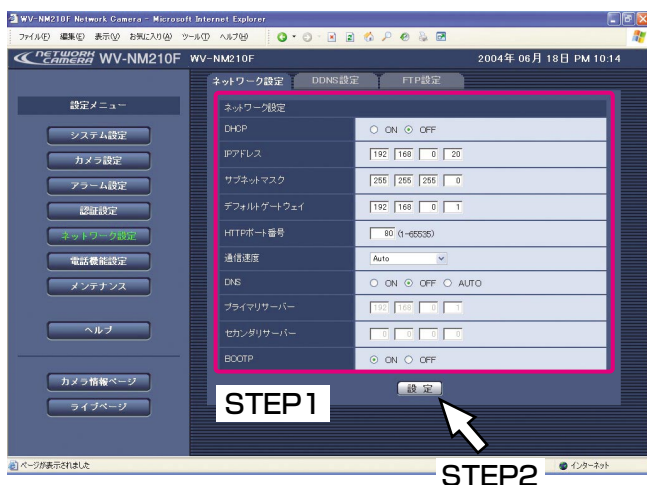 WV-NM210F Network Camera - Microsoft Internet Explorer
ファイル(F) 編集(E) 表示(V) お気に入り(A) ツール(T) ヘルプ(H)
NETWORK CAMERA WV-NM210F WV-NM210F 2004年 06月 18日 PM 10:14
ネットワーク設定 DDNS設定 FTP設定
設定メニュー
システム設定
カメラ設定
アラーム設定
認証設定
ネットワーク設定
電話機能設定
メンテナンス
ヘルプ
カメラ情報ページ
ライブページ
ネットワーク設定
DHCP ON OFF
IPアドレス 192 168 0 20
サブネットマスク 255 255 255 0
デフォルトゲートウェイ 192 168 0 1
HTTPポート番号 80 (1-65535)
通信速度 Auto
DNS ON OFF AUTO
プライマリサーバー 192 168 0 1
セカンダリサーバー 0 0 0 0
BOOTP ON OFF
設 定
STEP1
STEP2
ページが表示されました インターネット